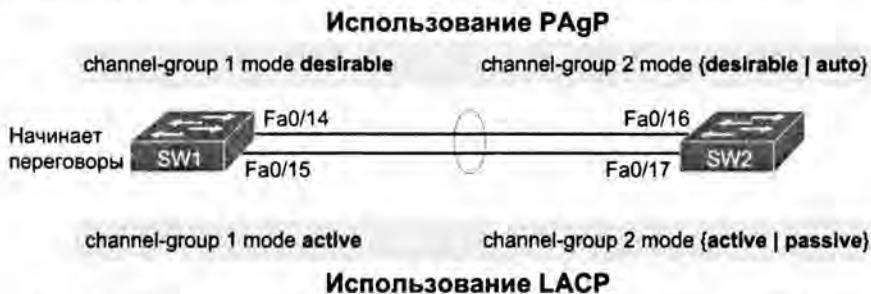 Использование PAgP
channel-group 1 mode desirable
channel-group 2 mode {desirable | auto}
Fa0/14
Fa0/16
Начинает
переговоры
SW1
SW2
Fa0/15
Fa0/17
channel-group 1 mode active
channel-group 2 mode {active | passive}
Использование LACP